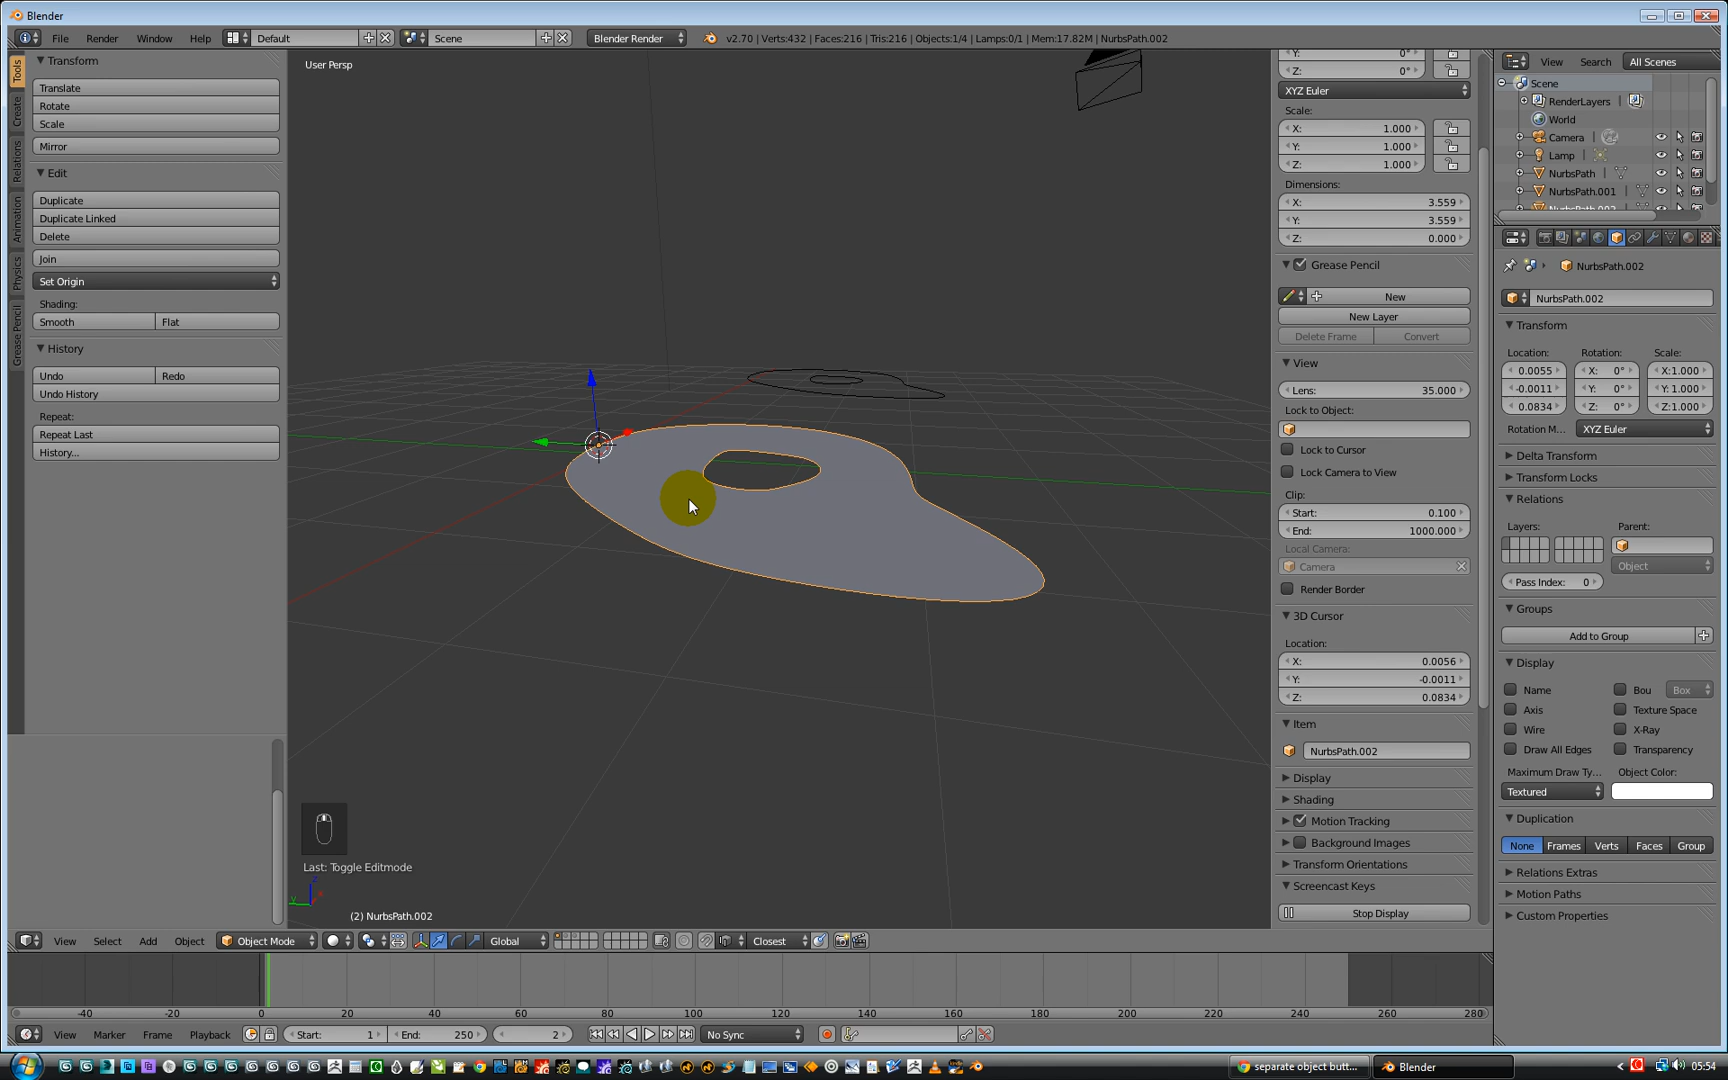 Blender
File Render Window Help Default Scene Blender Render v2.70 | Verts:432 | Faces:216 | Tris:216 | Objects:1/4 | Lamps:0/1 | Mem:17.82M | NurbsPath.002
Tools
Create
Relations
Animation
Physics
Grease Pencil
Transform
Translate
Rotate
Scale
Mirror
Edit
Duplicate
Duplicate Linked
Delete
Join
Set Origin
Shading:
Smooth Flat
History
Undo Redo
Undo History
Repeat:
Repeat Last
History...
User Persp
Last: Toggle Editmode
(2) NurbsPath.002
Y: 0°
Z: 0°
XYZ Euler
Scale:
X: 1.000
Y: 1.000
Z: 1.000
Dimensions:
X: 3.559
Y: 3.559
Z: 0.000
Grease Pencil
New
New Layer
Delete Frame Convert
View
Lens: 35.000
Lock to Object:
Lock to Cursor
Lock Camera to View
Clip:
Start: 0.100
End: 1000.000
Local Camera:
Camera
Render Border
3D Cursor
Location:
X: 0.0056
Y: -0.0011
Z: 0.0834
Item
NurbsPath.002
Display
Shading
Motion Tracking
Background Images
Transform Orientations
Screencast Keys
Stop Display
View Search All Scenes
Scene
RenderLayers
World
Camera
Lamp
NurbsPath
NurbsPath.001
NurbsPath.002
NurbsPath.002
NurbsPath.002
Transform
Location: Rotation: Scale:
0.0055 X: 0° X:1.000
-0.0011 Y: 0° Y: 1.000
0.0834 Z: 0° Z:1.000
Rotation M... XYZ Euler
Delta Transform
Transform Locks
Relations
Layers: Parent:
Object
Pass Index: 0
Groups
Add to Group
Display
Name Bou Box
Axis Texture Space
Wire X-Ray
Draw All Edges Transparency
Maximum Draw Ty... Object Color:
Textured
Duplication
None Frames Verts Faces Group
Relations Extras
Motion Paths
Custom Properties
View Select Add Object Object Mode Global Closest
-40 -20 0 20 40 60 80 100 120 140 160 180 200 220 240 260 280
View Marker Frame Playback Start: 1 End: 250 2 No Sync
separate object butt... Blender 05:54